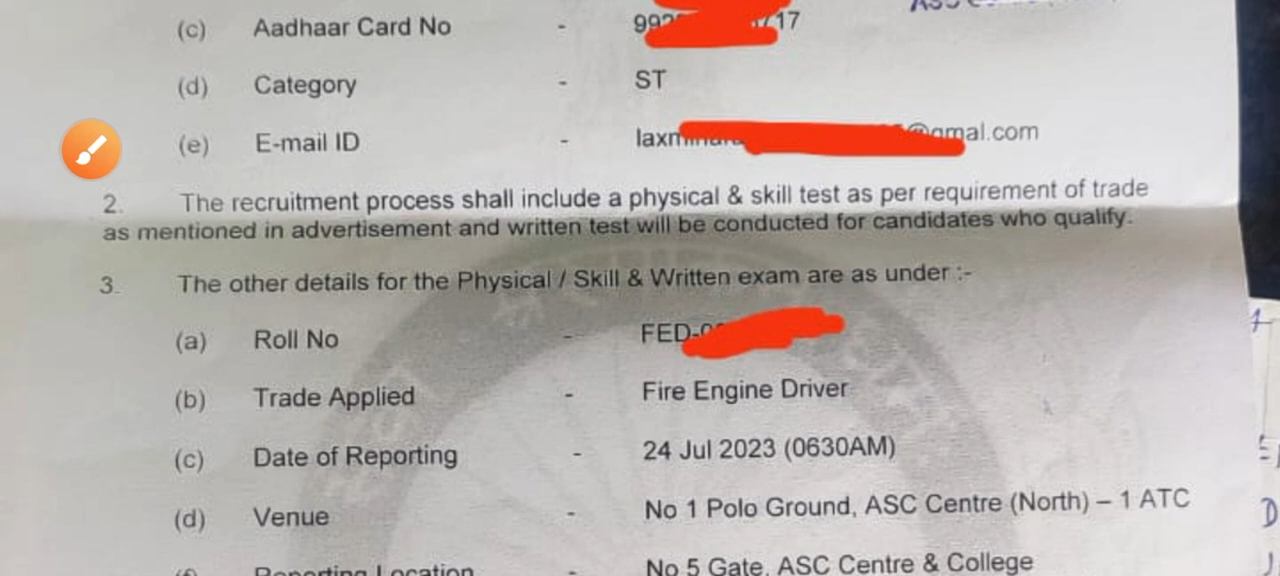 (c) Aadhaar Card No - 992 17
(d) Category - ST
(e) E-mail ID - laxm @gmal.com
2. The recruitment process shall include a physical & skill test as per requirement of trade
as mentioned in advertisement and written test will be conducted for candidates who qualify.
3. The other details for the Physical / Skill & Written exam are as under :-
(a) Roll No - FED-0
(b) Trade Applied - Fire Engine Driver
(c) Date of Reporting - 24 Jul 2023 (0630AM)
(d) Venue - No 1 Polo Ground, ASC Centre (North) – 1 ATC
(f) Reporting Location - No 5 Gate, ASC Centre & College